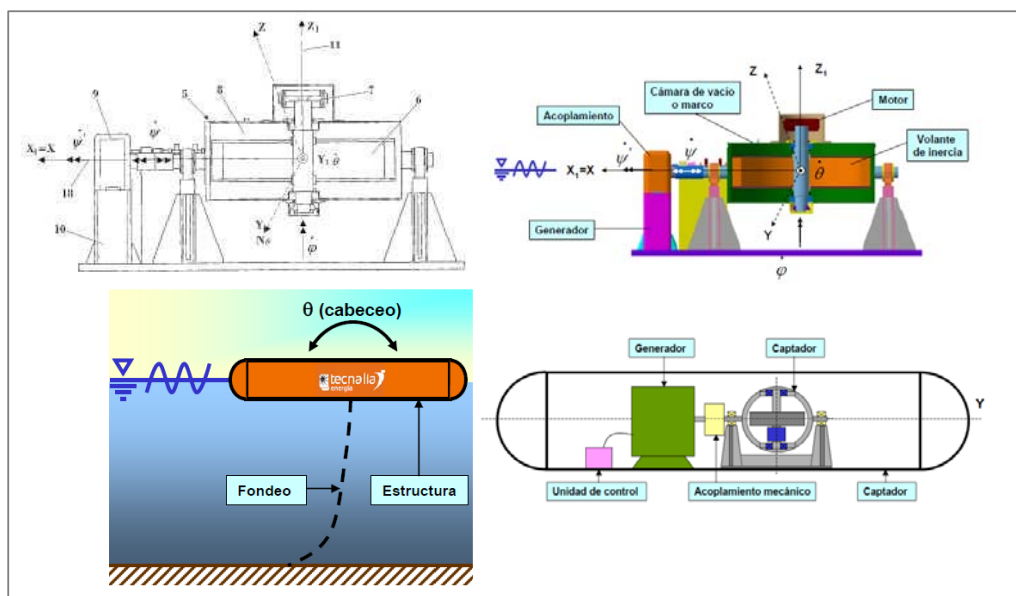 Z
Z₁
11
9
5
8
7
6
ψ̇
ψ̇
X₁=X
Y₁
θ̇
18
10
Y
N₀
φ̇
Z
Z₁
Cámara de vacío
o marco
Motor
Acoplamiento
Volante
de inercia
ψ̇
ψ̇
X₁=X
θ̇
Y
Generador
φ̇
θ (cabeceo)
tecnalia
energía
Fondeo
Estructura
Generador
Captador
Y
Unidad de control
Acoplamiento mecánico
Captador